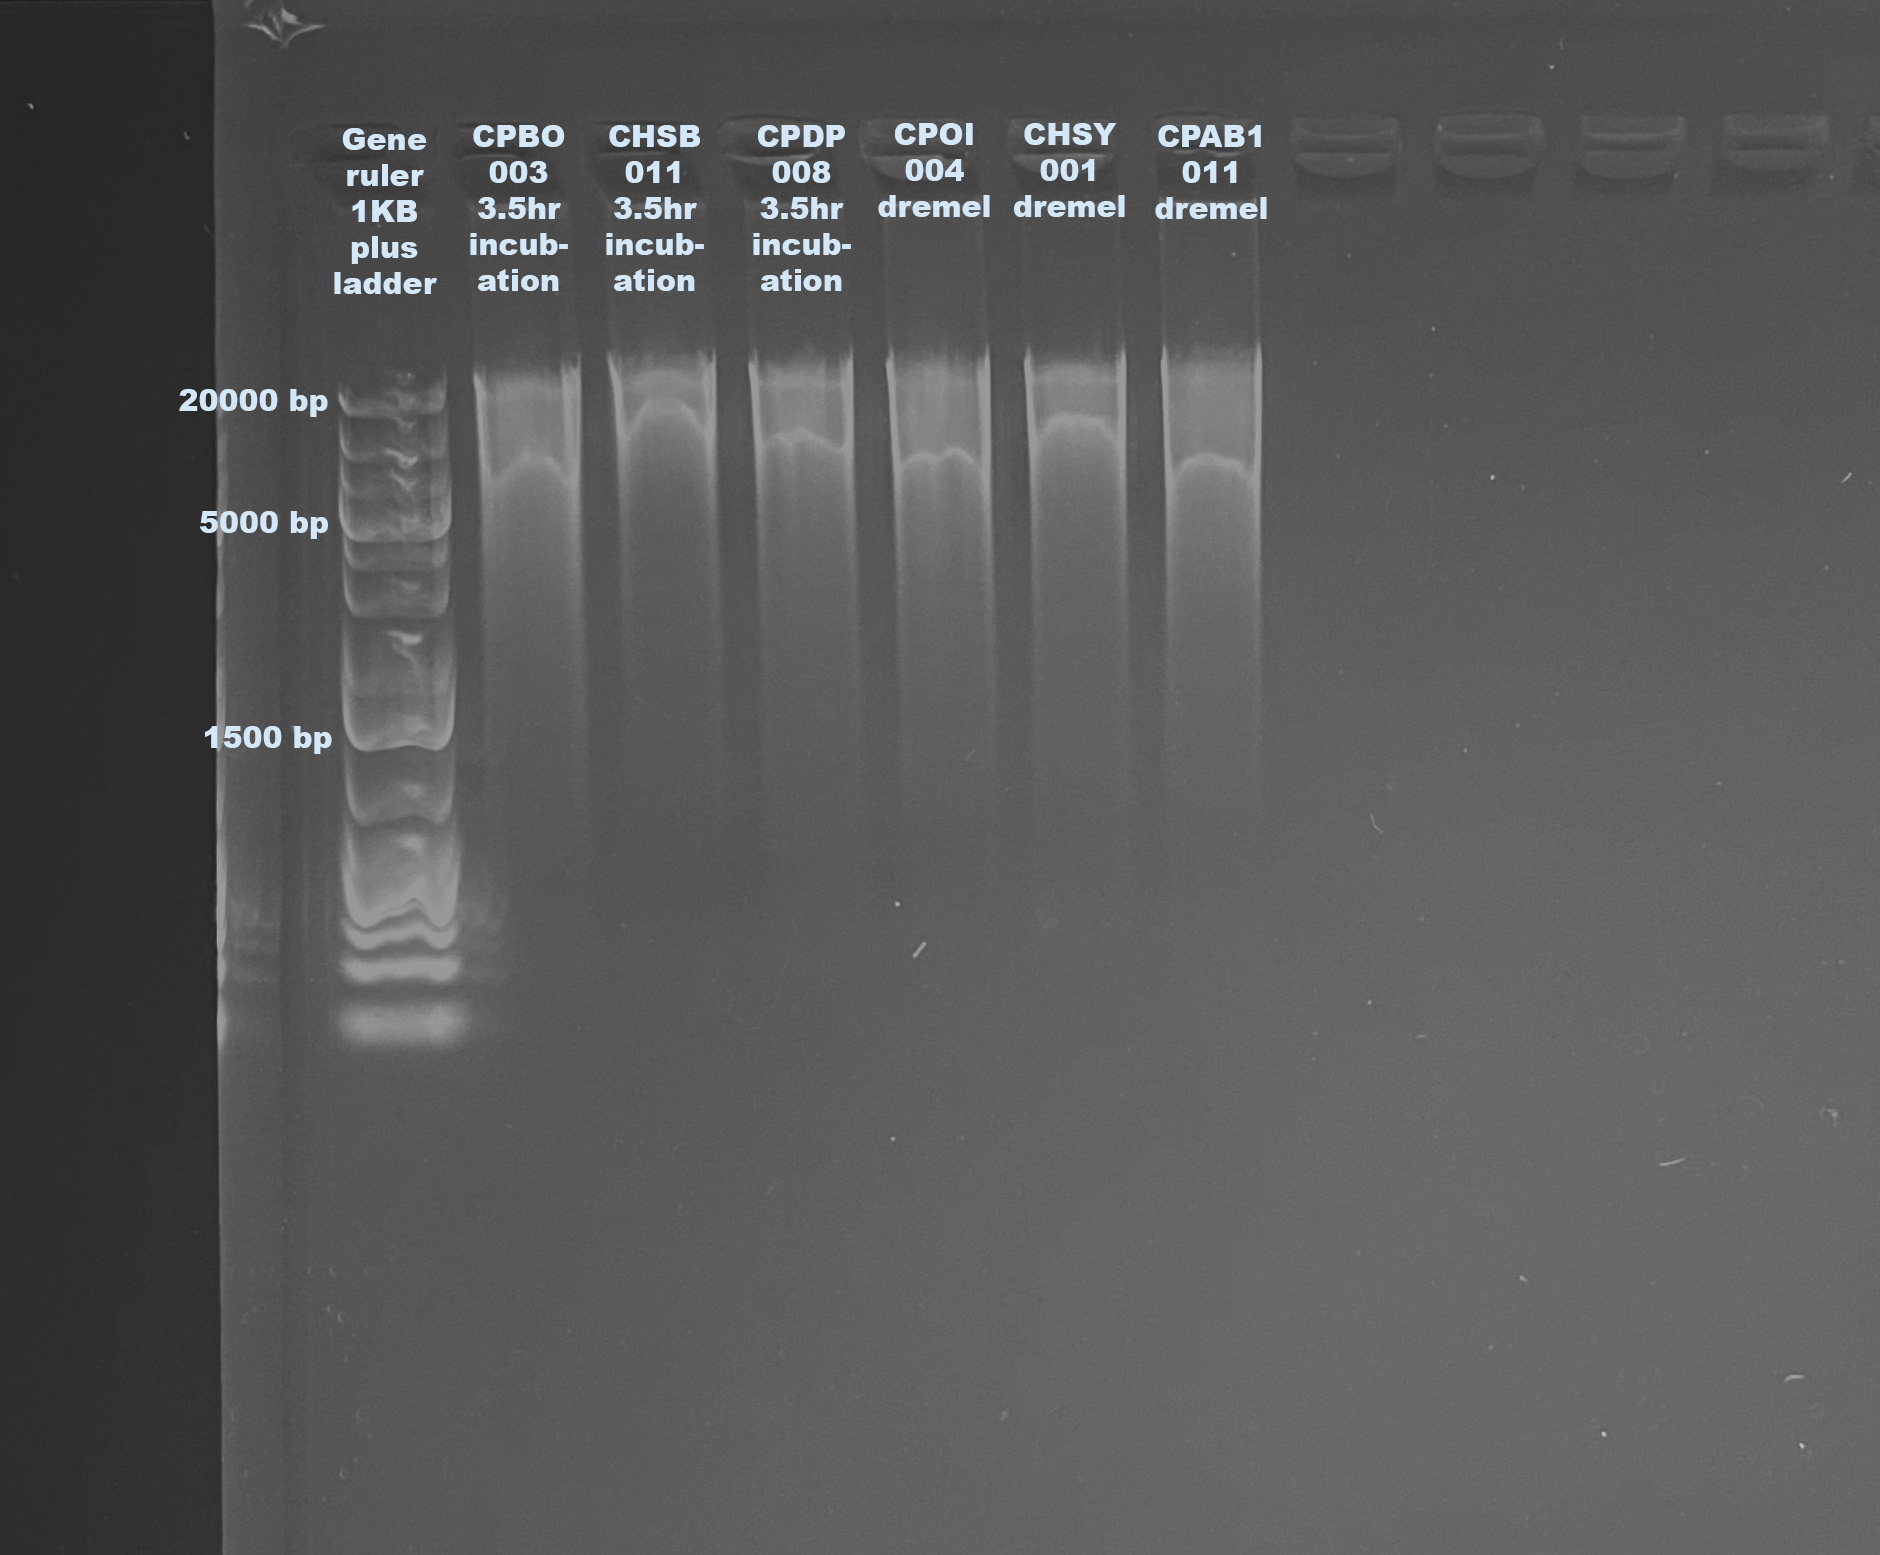 Gene
ruler
1KB
plus
ladder
CPBO
003
3.5hr
incub-
ation
CHSB
011
3.5hr
incub-
ation
CPDP
008
3.5hr
incub-
ation
CPOI
004
dremel
CHSY
001
dremel
CPAB1
011
dremel
20000 bp
5000 bp
1500 bp